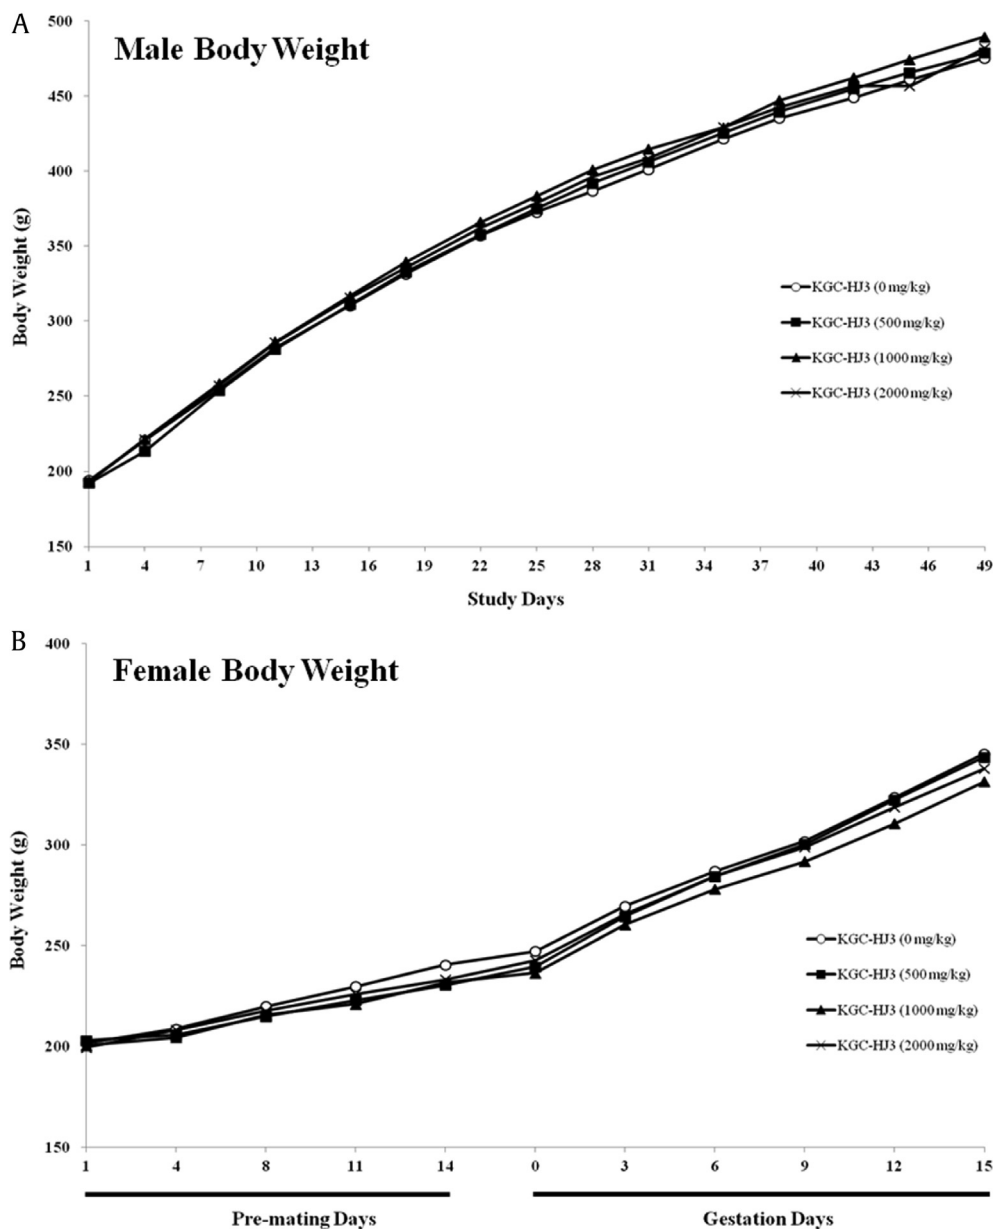 A
Male Body Weight
500
450
400
350
300
250
200
150
Body Weight (g)
KGC-HJ3 (0 mg/kg)
KGC-HJ3 (500 mg/kg)
KGC-HJ3 (1000 mg/kg)
KGC-HJ3 (2000 mg/kg)
1 4 7 10 13 16 19 22 25 28 31 34 37 40 43 46 49
Study Days
B
Female Body Weight
400
350
300
250
200
150
Body Weight (g)
KGC-HJ3 (0 mg/kg)
KGC-HJ3 (500 mg/kg)
KGC-HJ3 (1000 mg/kg)
KGC-HJ3 (2000 mg/kg)
1 4 8 11 14 0 3 6 9 12 15
Pre-mating Days Gestation Days